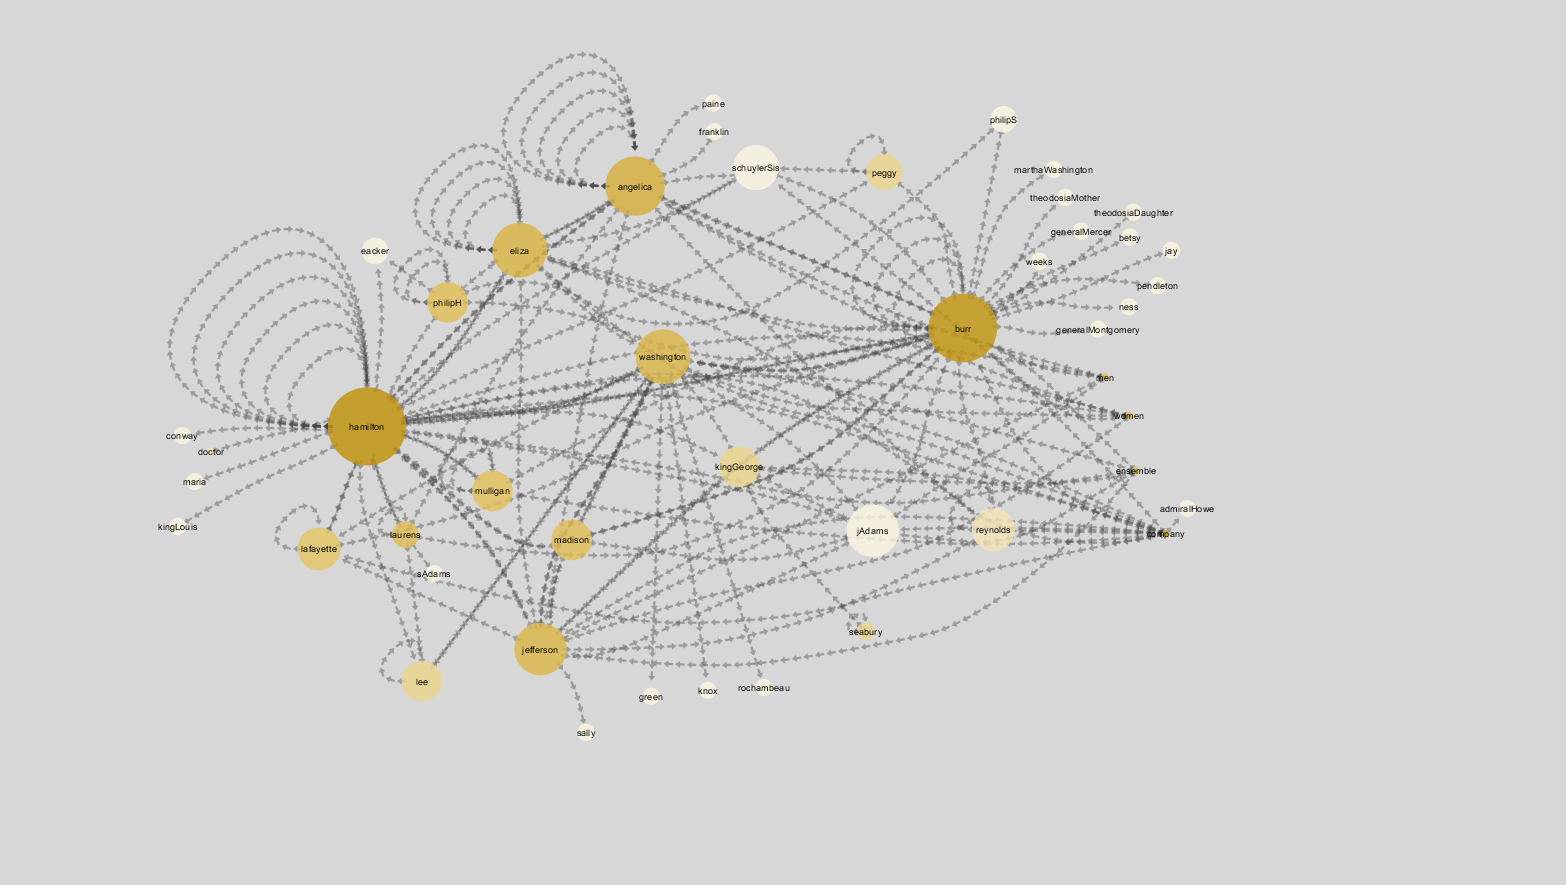 paine
philipS
franklin
schuylerSis
marthaWashington
peggy
angelica
theodosiaMother
theodosiaDaughter
generalMercer
betsy
eliza
eacker
jay
weeks
pendleton
philipH
ness
burr
generalMontgomery
washington
men
women
hamilton
conway
doctor
kingGeorge
ensemble
maria
mulligan
admiralHowe
kingLouis
jAdams
reynolds
company
laurens
madison
lafayette
sAdams
seabury
jefferson
lee
rochambeau
knox
green
sally